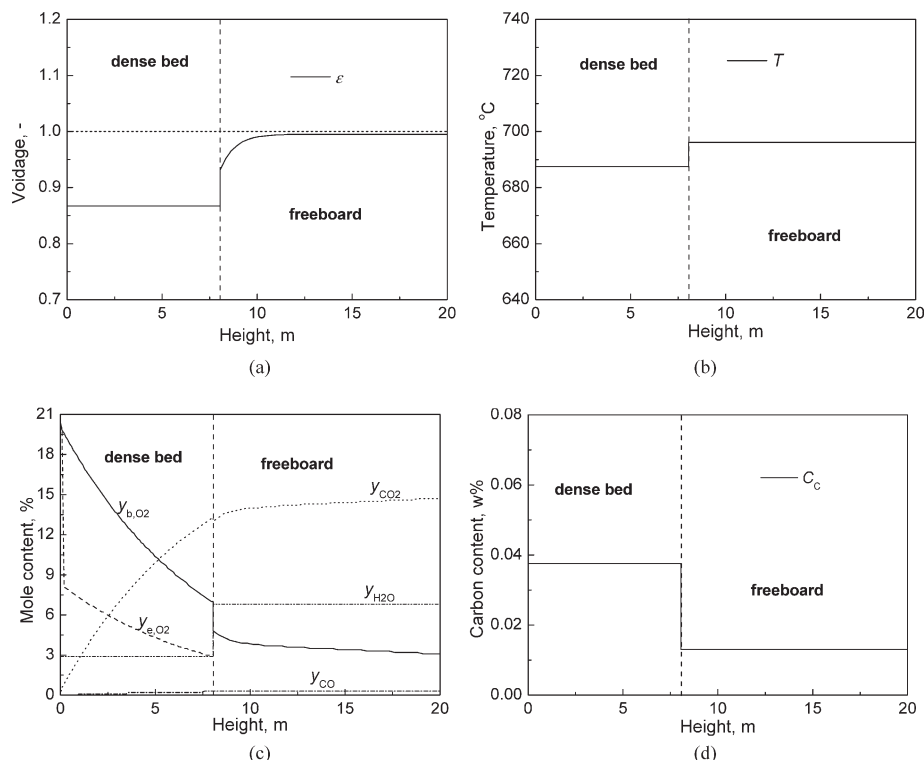 1.2
1.1
1.0
0.9
0.8
0.7
Voidage, -
dense bed
ε
freeboard
0 5 10 15 20
Height, m
(a)
740
720
700
680
660
640
Temperature, °C
dense bed
T
freeboard
0 5 10 15 20
Height, m
(b)
21
18
15
12
9
6
3
0
Mole content, %
dense bed
freeboard
y_CO2
y_b,O2
y_H2O
y_e,O2
y_CO
0 5 10 15 20
Height, m
(c)
0.08
0.06
0.04
0.02
0.00
Carbon content, w%
dense bed
C_C
freeboard
0 5 10 15 20
Height, m
(d)